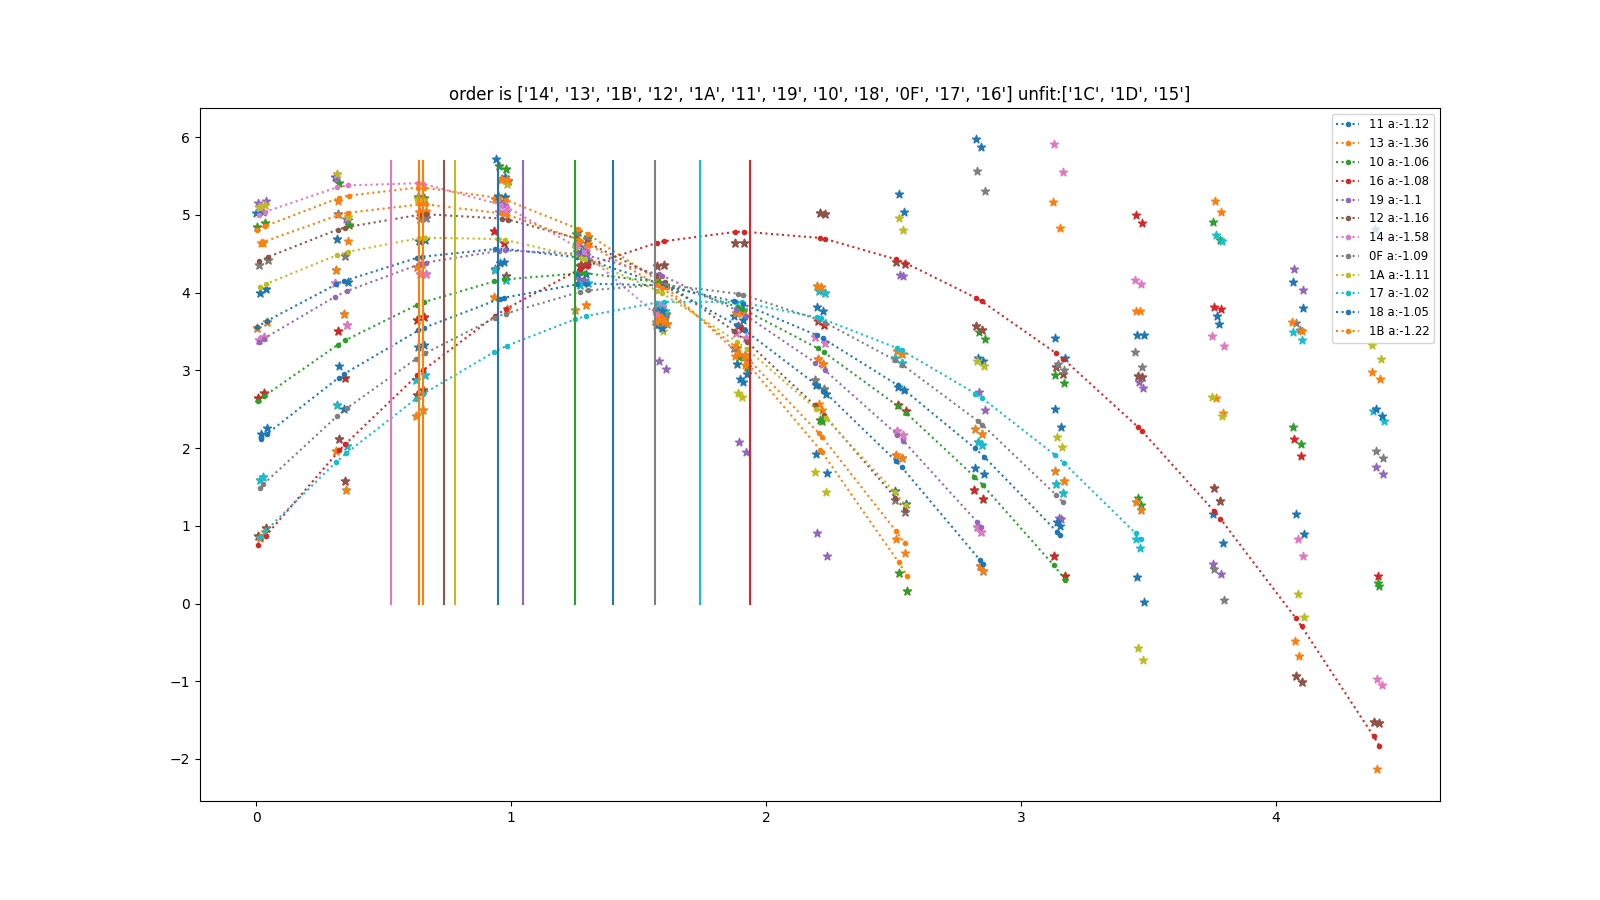 order is ['14', '13', '1B', '12', '1A', '11', '19', '10', '18', '0F', '17', '16'] unfit:['1C', '1D', '15']
11 a:-1.12
13 a:-1.36
10 a:-1.06
16 a:-1.08
19 a:-1.1
12 a:-1.16
14 a:-1.58
0F a:-1.09
1A a:-1.11
17 a:-1.02
18 a:-1.05
1B a:-1.22
6
5
4
3
2
1
0
−1
−2
0 1 2 3 4